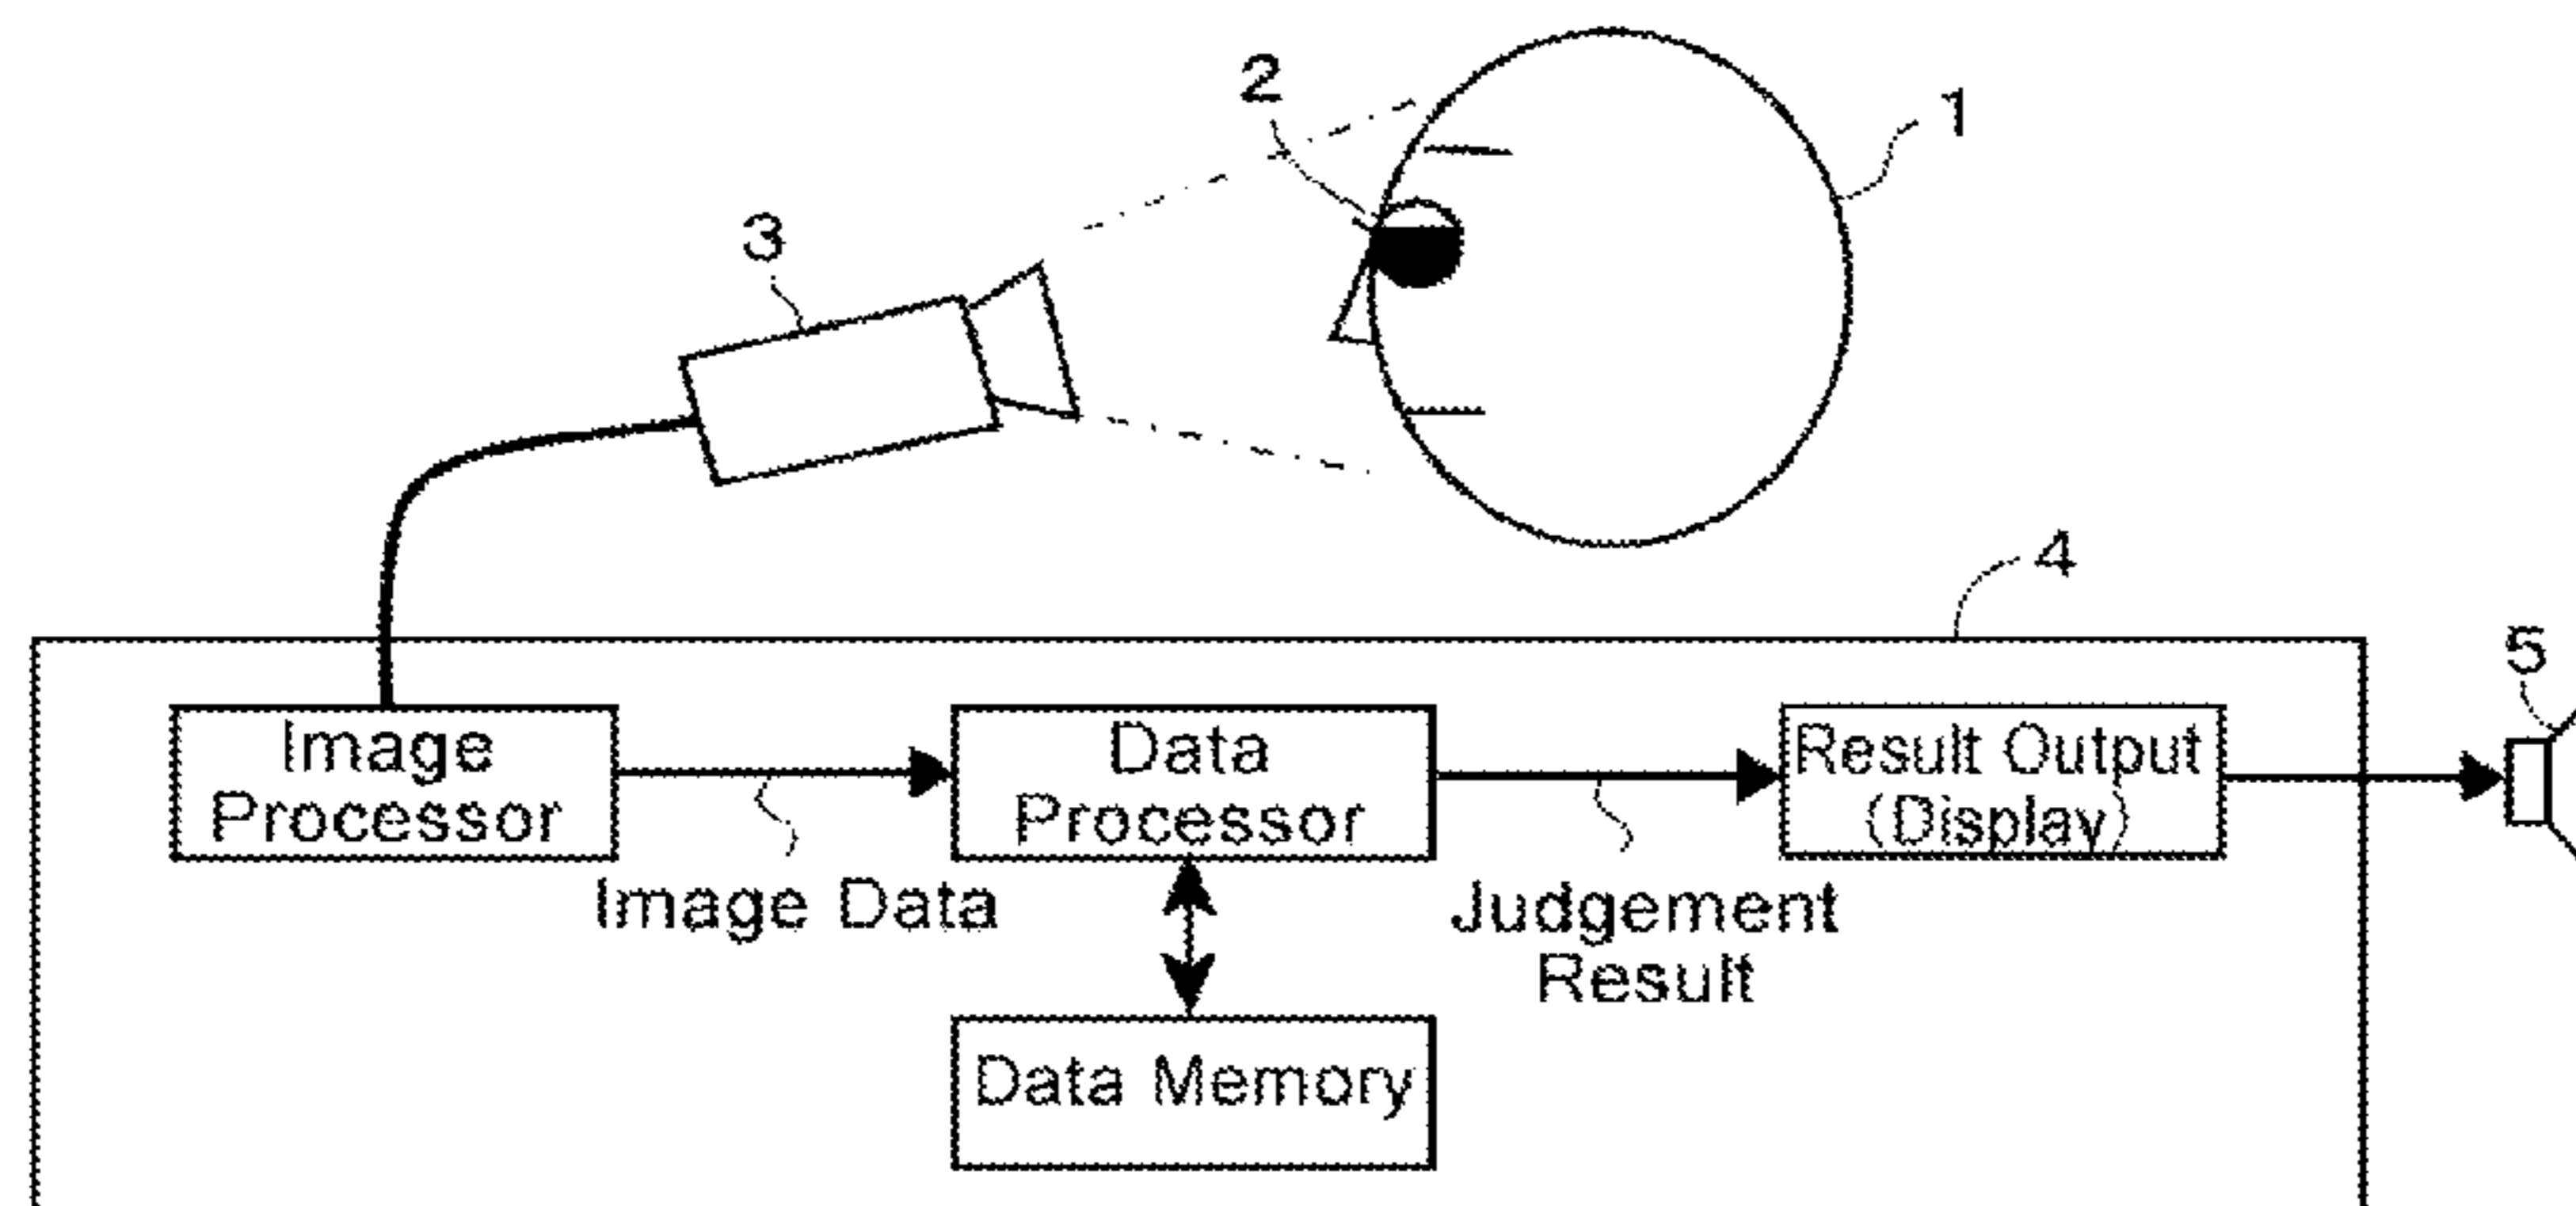 2
1
3
4
5
Image
Processor
Data
Processor
Result Output
(Display)
Image Data
Judgement
Result
Data Memory